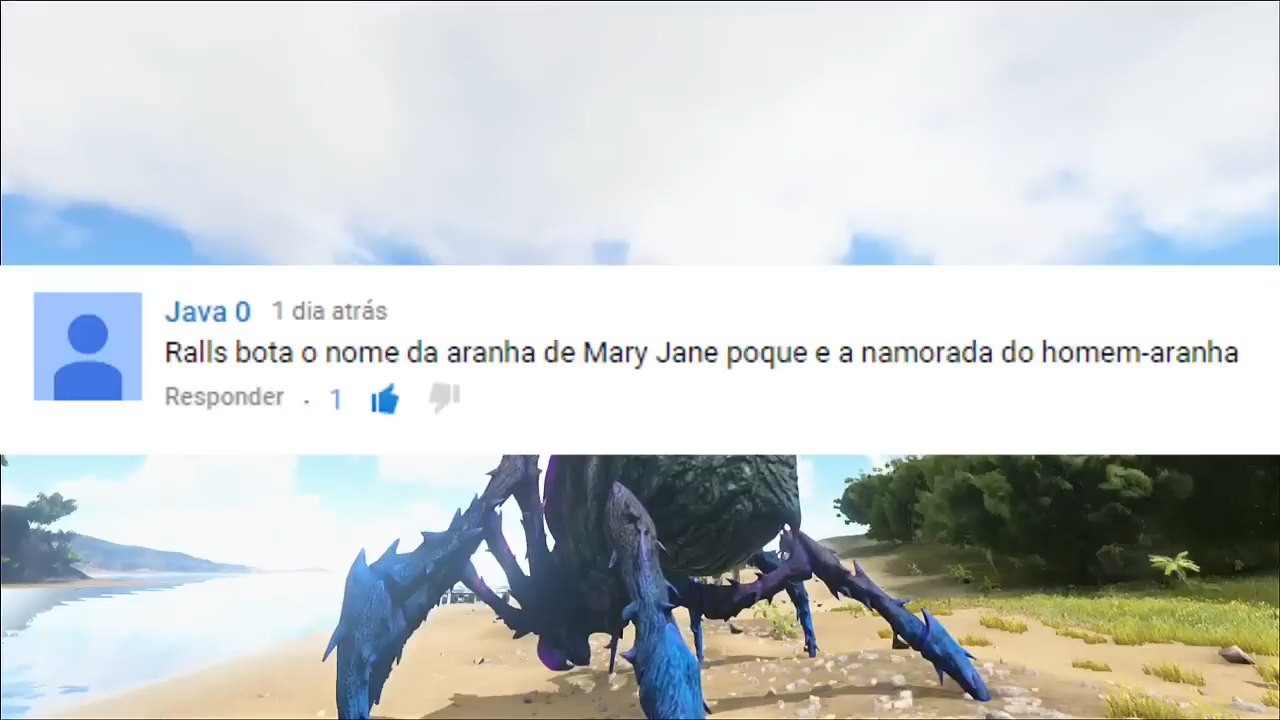 Java 0 1 dia atrás
Ralls bota o nome da aranha de Mary Jane poque e a namorada do homem-aranha
Responder · 1